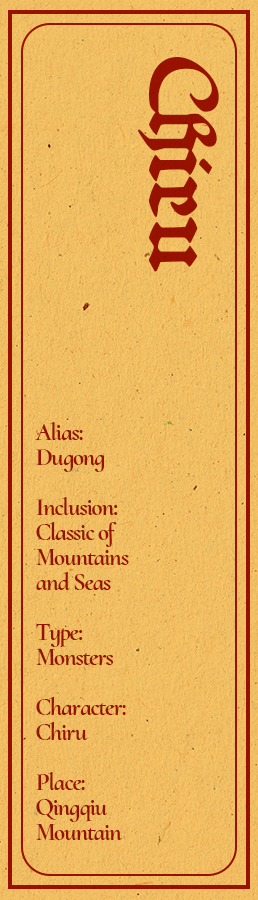 Chiru
Alias:
Dugong
Inclusion:
Classic of
Mountains
and Seas
Type:
Monsters
Character:
Chiru
Place:
Qingqiu
Mountain